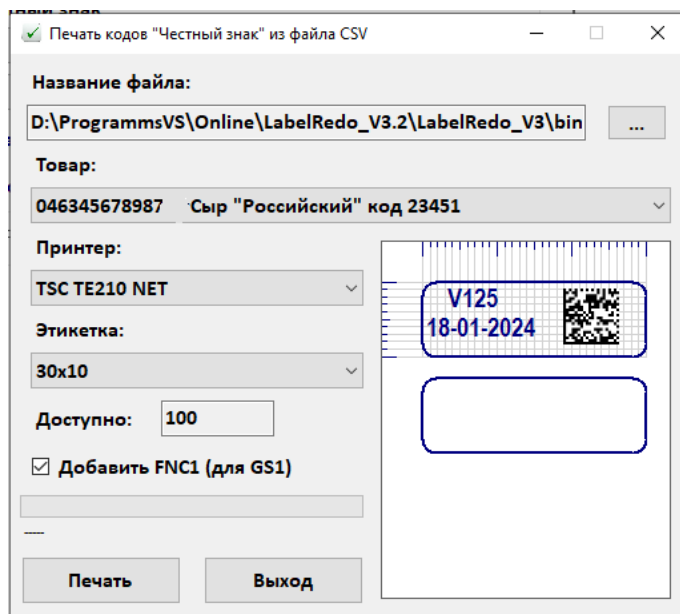 Печать кодов "Честный знак" из файла CSV
Название файла:
D:\ProgrammsVS\Online\LabelRedo_V3.2\LabelRedo_V3\bin
...
Товар:
046345678987 Сыр "Российский" код 23451
Принтер:
TSC TE210 NET
Этикетка:
30x10
Доступно: 100
Добавить FNC1 (для GS1)
-----
Печать Выход
V125
18-01-2024